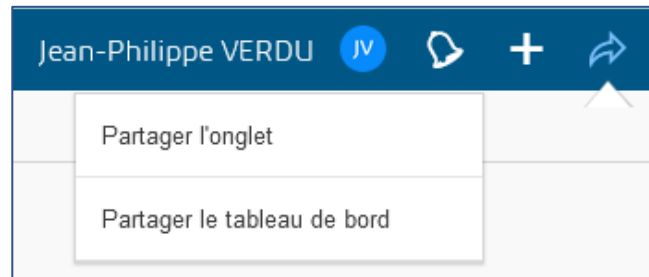 Jean-Philippe VERDU JV
Partager l'onglet
Partager le tableau de bord